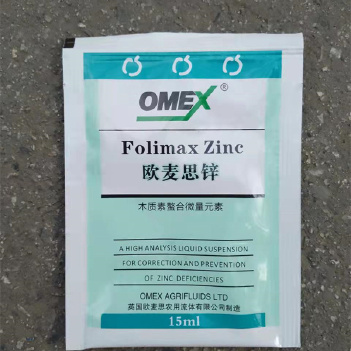 OMEX®
Folimax Zinc
欧麦思锌
木质素螯合微量元素
A HIGH ANALYSIS LIQUID SUSPENSION
FOR CORRECTION AND PREVENTION
OF ZINC DEFICIENCIES
OMEX AGRIFLUIDS LTD
英国欧麦思农用流体有限公司制造
15ml